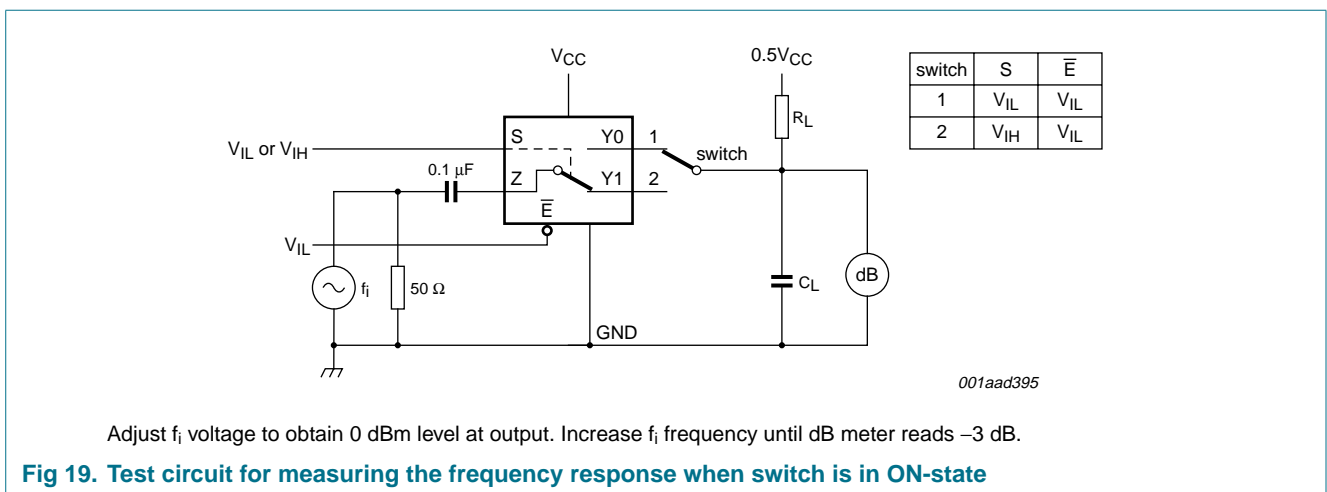 VCC
0.5VCC
switch S E
1 VIL VIL
2 VIH VIL
RL
S Y0 1
VIL or VIH
switch
0.1 μF
Z Y1 2
E
VIL
fi
50 Ω
CL
dB
GND
001aad395
Adjust fi voltage to obtain 0 dBm level at output. Increase fi frequency until dB meter reads −3 dB.
Fig 19. Test circuit for measuring the frequency response when switch is in ON-state